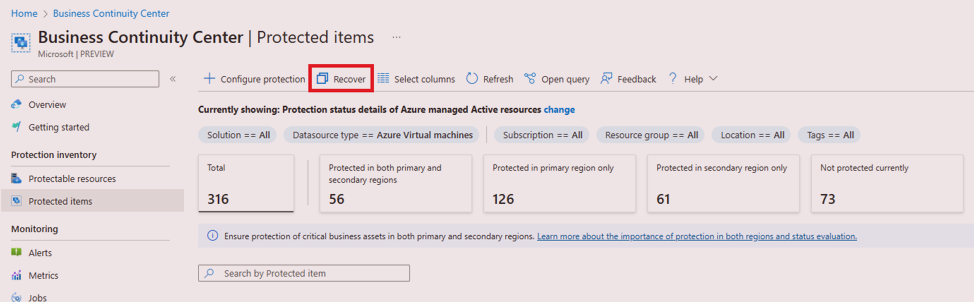 Home > Business Continuity Center
Business Continuity Center | Protected items ...
Microsoft | PREVIEW
Search «
Overview
Getting started
Protection inventory
Protectable resources
Protected items
Monitoring
Alerts
Metrics
Jobs
+ Configure protection Recover Select columns Refresh Open query Feedback ? Help
Currently showing: Protection status details of Azure managed Active resources change
Solution == All Datasource type == Azure Virtual machines Subscription == All Resource group == All Location == All Tags == All
Total
316
Protected in both primary and
secondary regions
56
Protected in primary region only
126
Protected in secondary region only
61
Not protected currently
73
Ensure protection of critical business assets in both primary and secondary regions. Learn more about the importance of protection in both regions and status evaluation.
Search by Protected item